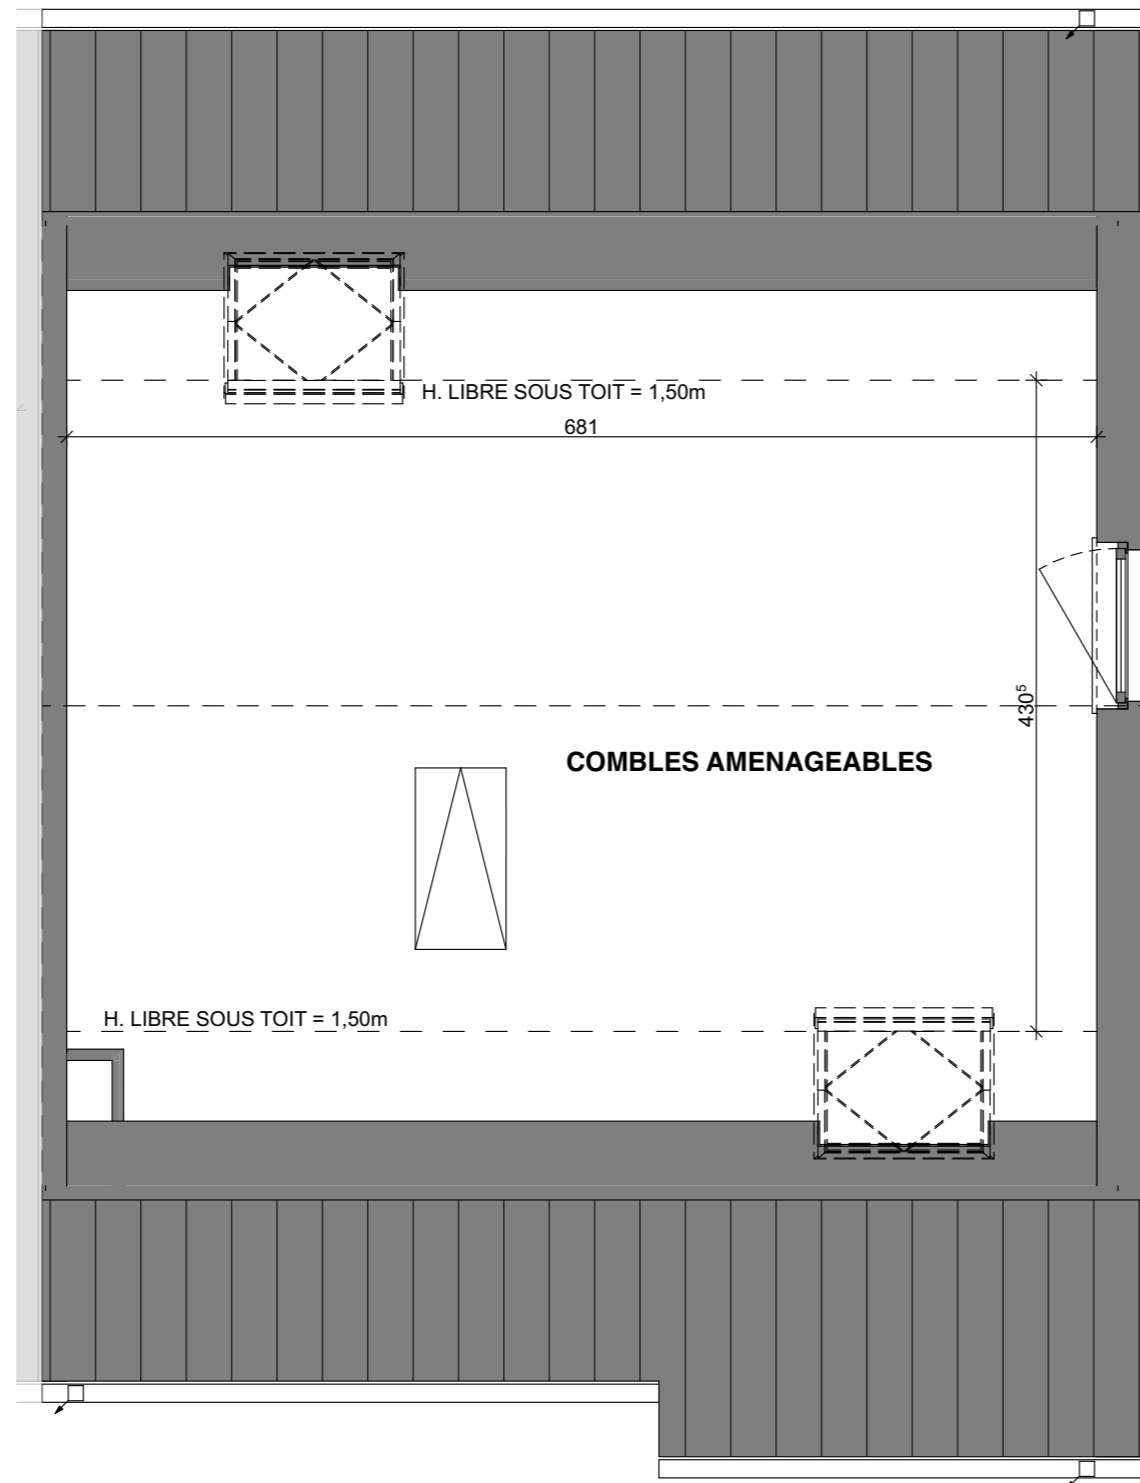 H. LIBRE SOUS TOIT = 1,50m
681
430⁵
COMBLES AMENAGEABLES
H. LIBRE SOUS TOIT = 1,50m